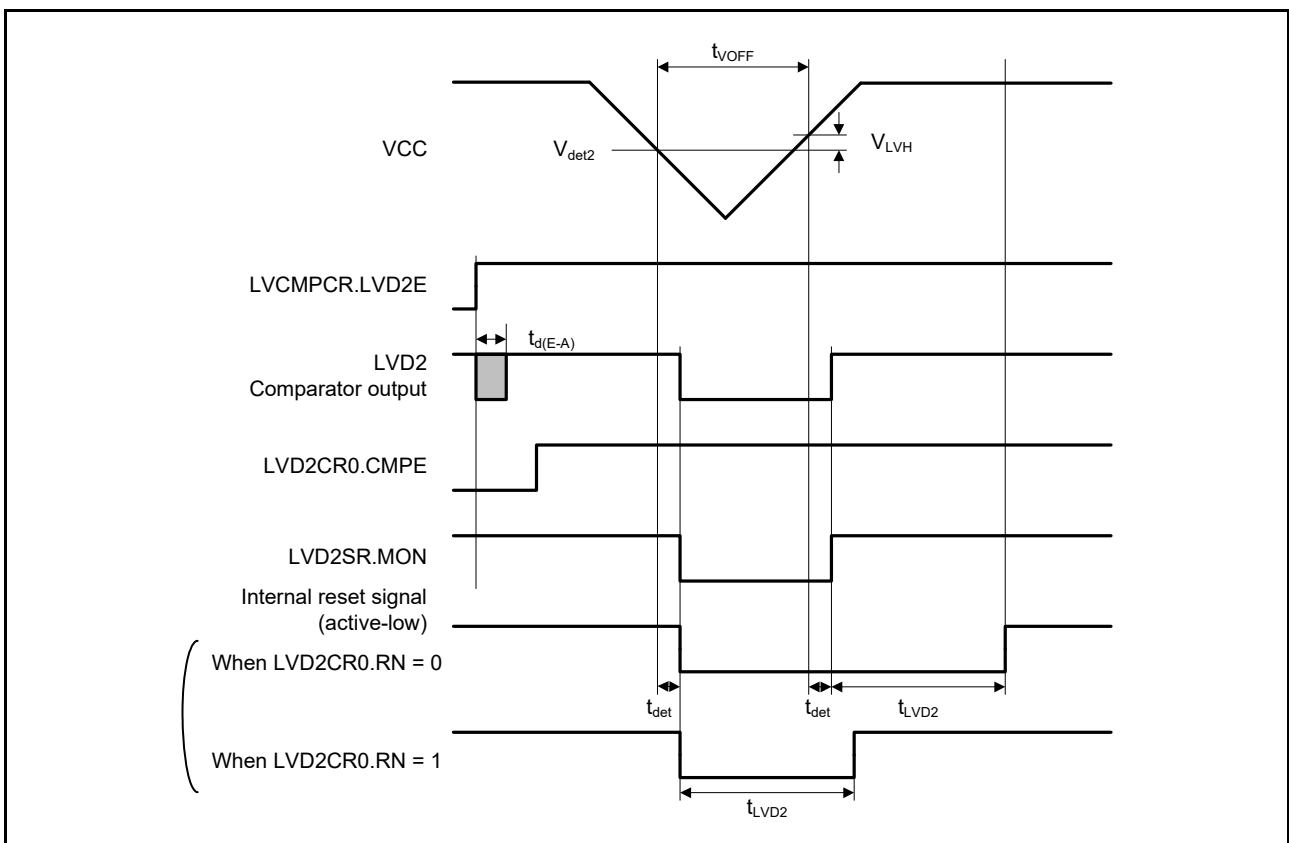 tVOFF
VCC
Vdet2
VLVH
LVCMPCR.LVD2E
td(E-A)
LVD2
Comparator output
LVD2CR0.CMPE
LVD2SR.MON
Internal reset signal
(active-low)
When LVD2CR0.RN = 0
tdet
tdet
tLVD2
When LVD2CR0.RN = 1
tLVD2